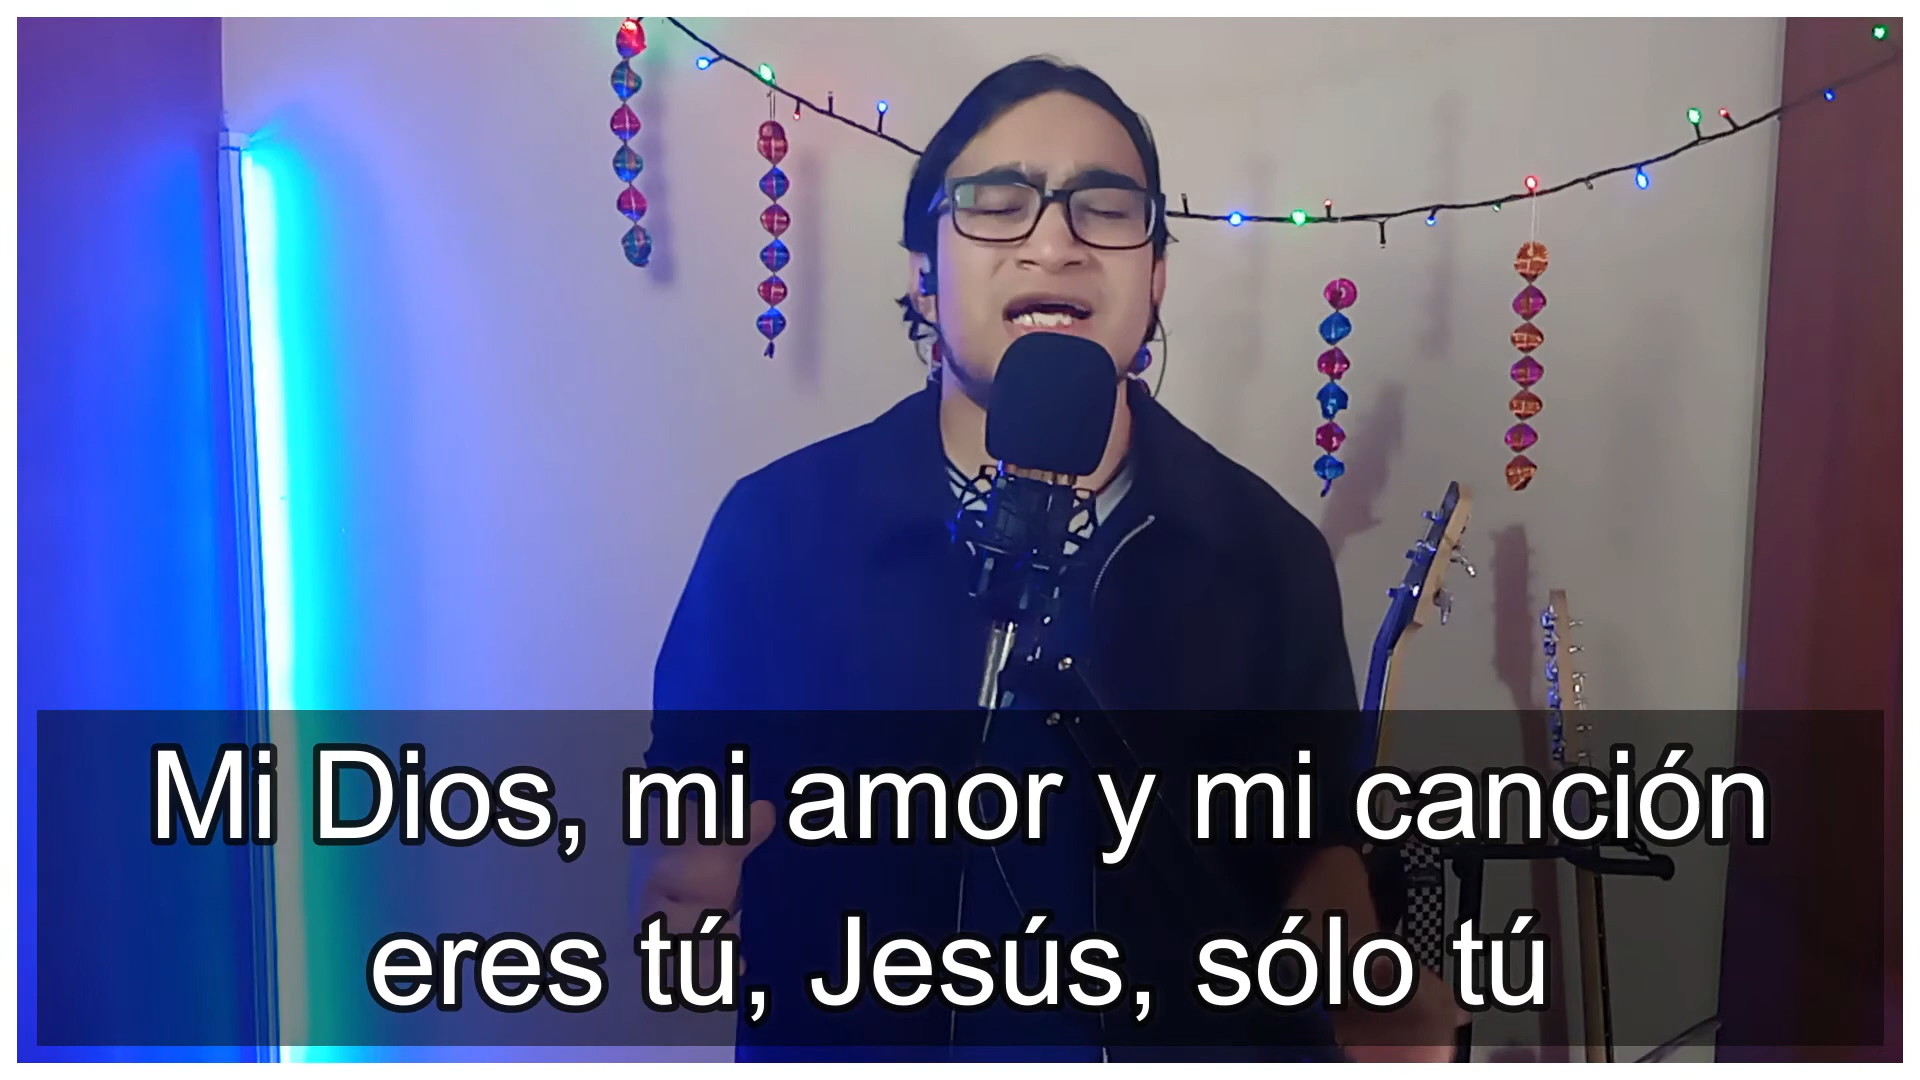 Mi Dios, mi amor y mi canción
eres tú, Jesús, sólo tú